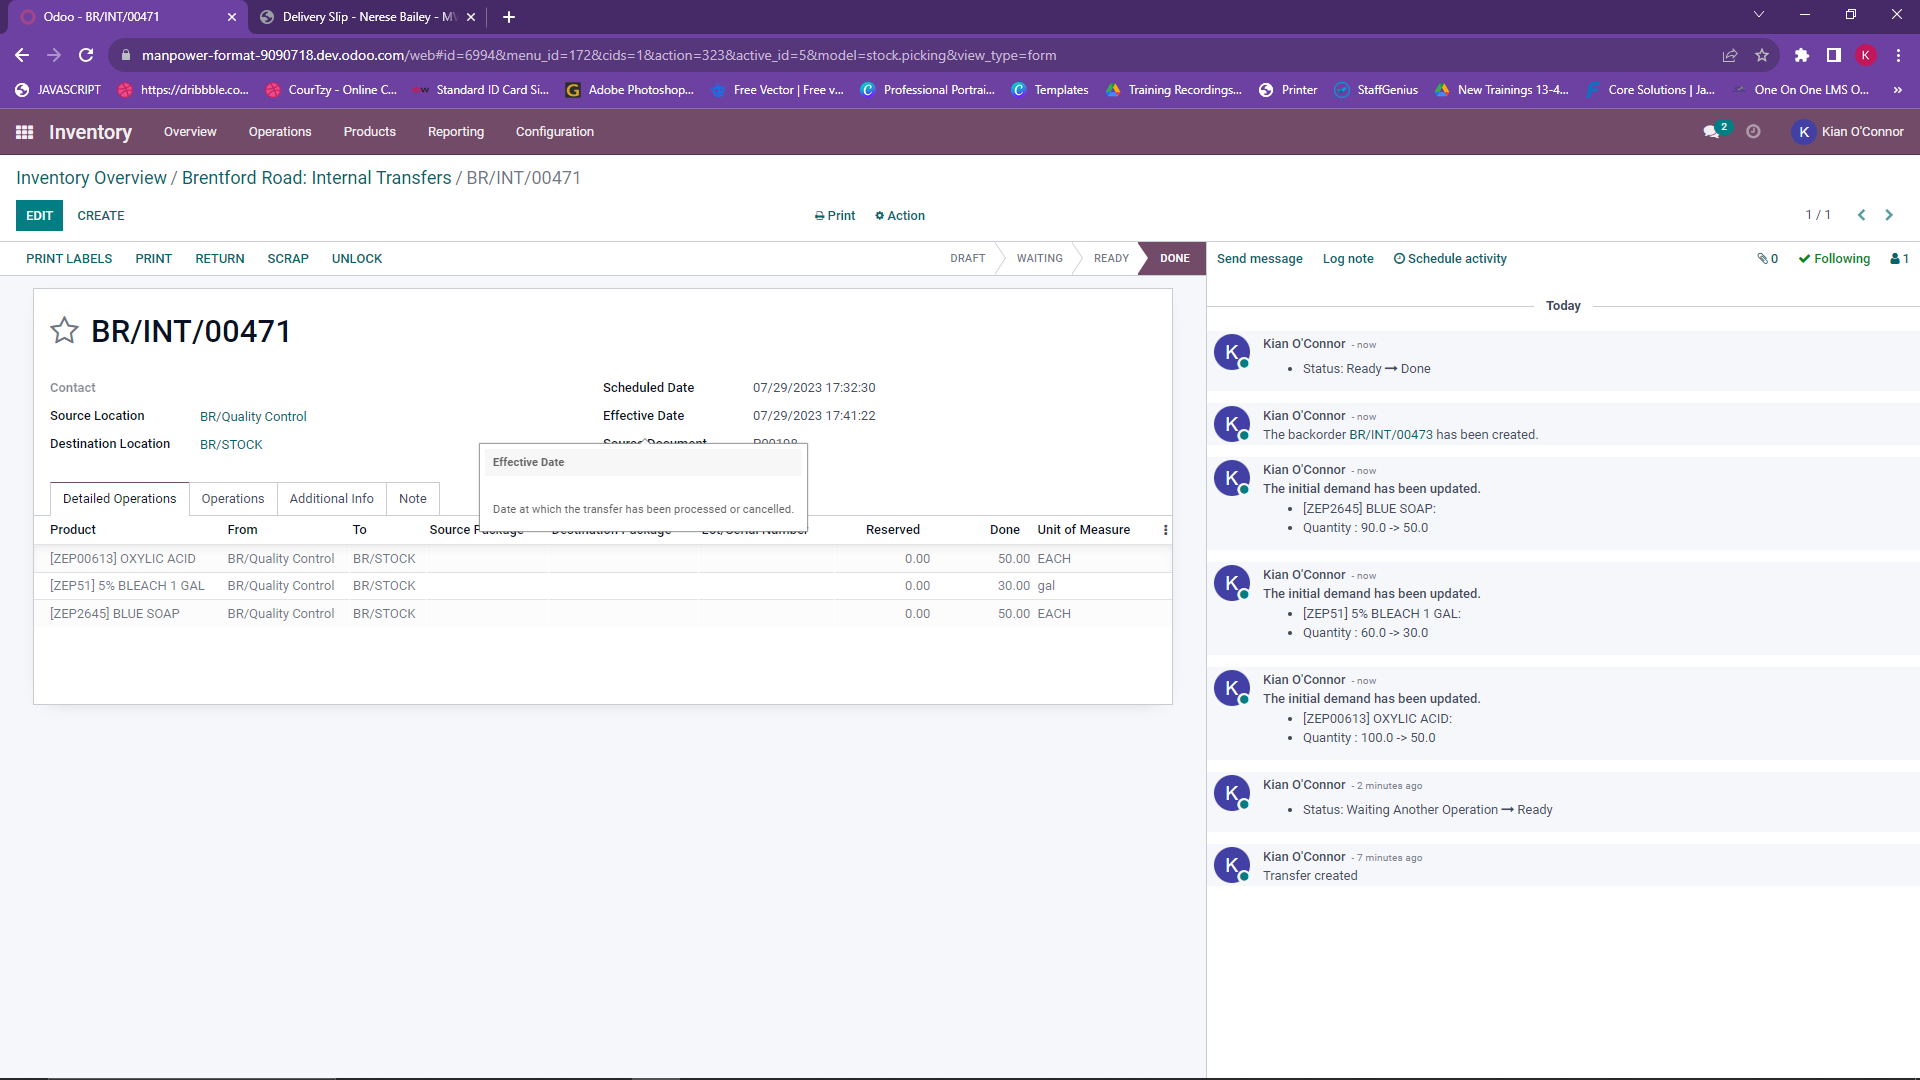 Odoo - BR/INT/00471
Delivery Slip - Nerese Bailey - M
manpower-format-9090718.dev.odoo.com/web#id=6994&menu_id=172&cids=1&action=323&active_id=5&model=stock.picking&view_type=form
K
JAVASCRIPT
https://dribbble.co...
CourTzy - Online C...
Standard ID Card Si...
Adobe Photoshop...
Free Vector | Free v...
Professional Portrai...
Templates
Training Recordings...
Printer
StaffGenius
New Trainings 13-4...
Core Solutions | Ja...
One On One LMS O...
»
Inventory
Overview
Operations
Products
Reporting
Configuration
2
K
Kian O'Connor
Inventory Overview / Brentford Road: Internal Transfers / BR/INT/00471
EDIT
CREATE
Print
Action
1 / 1
PRINT LABELS
PRINT
RETURN
SCRAP
UNLOCK
DRAFT
WAITING
READY
DONE
Send message
Log note
Schedule activity
0
Following
1
BR/INT/00471
Contact
Source Location BR/Quality Control
Destination Location BR/STOCK
Scheduled Date 07/29/2023 17:32:30
Effective Date 07/29/2023 17:41:22
Effective Date
Date at which the transfer has been processed or cancelled.
Detailed Operations
Operations
Additional Info
Note
Product From To Source Package Reserved Done Unit of Measure
[ZEP00613] OXYLIC ACID BR/Quality Control BR/STOCK 0.00 50.00 EACH
[ZEP51] 5% BLEACH 1 GAL BR/Quality Control BR/STOCK 0.00 30.00 gal
[ZEP2645] BLUE SOAP BR/Quality Control BR/STOCK 0.00 50.00 EACH
Today
K
Kian O'Connor - now
Status: Ready → Done
K
Kian O'Connor - now
The backorder BR/INT/00473 has been created.
K
Kian O'Connor - now
The initial demand has been updated.
[ZEP2645] BLUE SOAP:
Quantity : 90.0 -> 50.0
K
Kian O'Connor - now
The initial demand has been updated.
[ZEP51] 5% BLEACH 1 GAL:
Quantity : 60.0 -> 30.0
K
Kian O'Connor - now
The initial demand has been updated.
[ZEP00613] OXYLIC ACID:
Quantity : 100.0 -> 50.0
K
Kian O'Connor - 2 minutes ago
Status: Waiting Another Operation → Ready
K
Kian O'Connor - 7 minutes ago
Transfer created